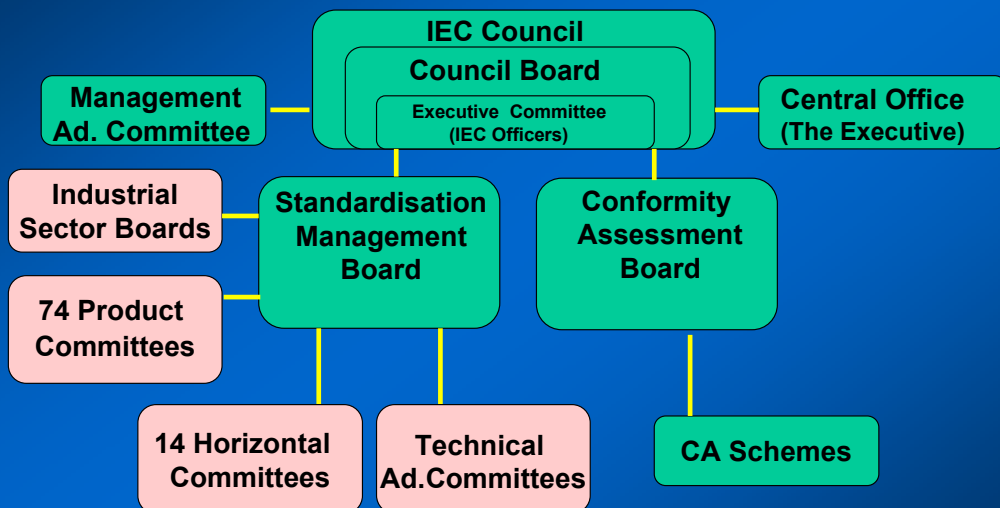 IEC Council
Council Board
Executive Committee
(IEC Officers)
Management
Ad. Committee
Central Office
(The Executive)
Industrial
Sector Boards
Standardisation
Management
Board
Conformity
Assessment
Board
74 Product
Committees
14 Horizontal
Committees
Technical
Ad.Committees
CA Schemes